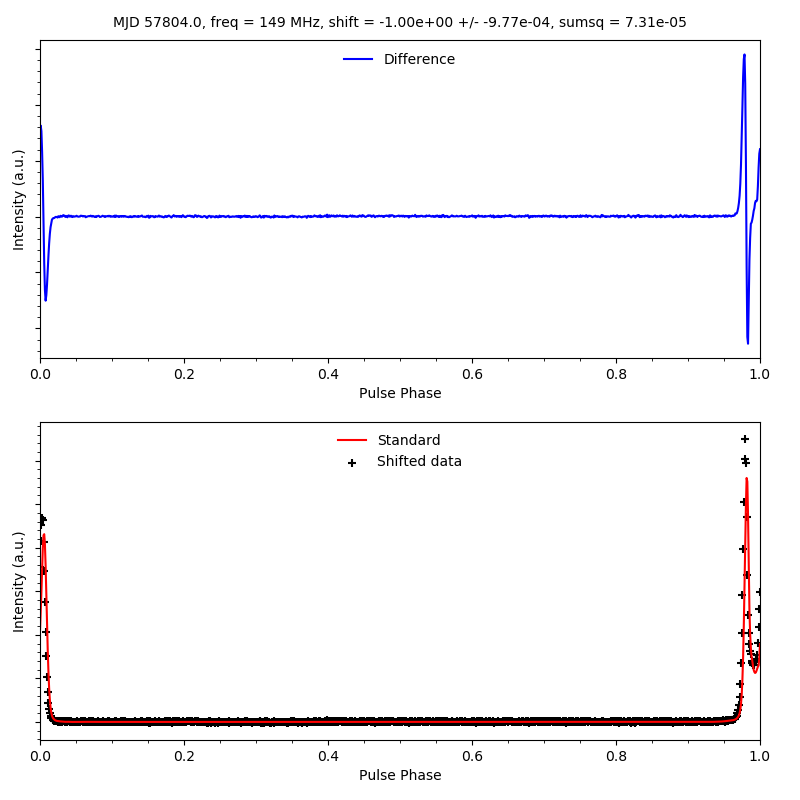 MJD 57804.0, freq = 149 MHz, shift = -1.00e+00 +/- -9.77e-04, sumsq = 7.31e-05
Difference
Intensity (a.u.)
0.0 0.2 0.4 0.6 0.8 1.0
Pulse Phase
Standard
Shifted data
Intensity (a.u.)
0.0 0.2 0.4 0.6 0.8 1.0
Pulse Phase